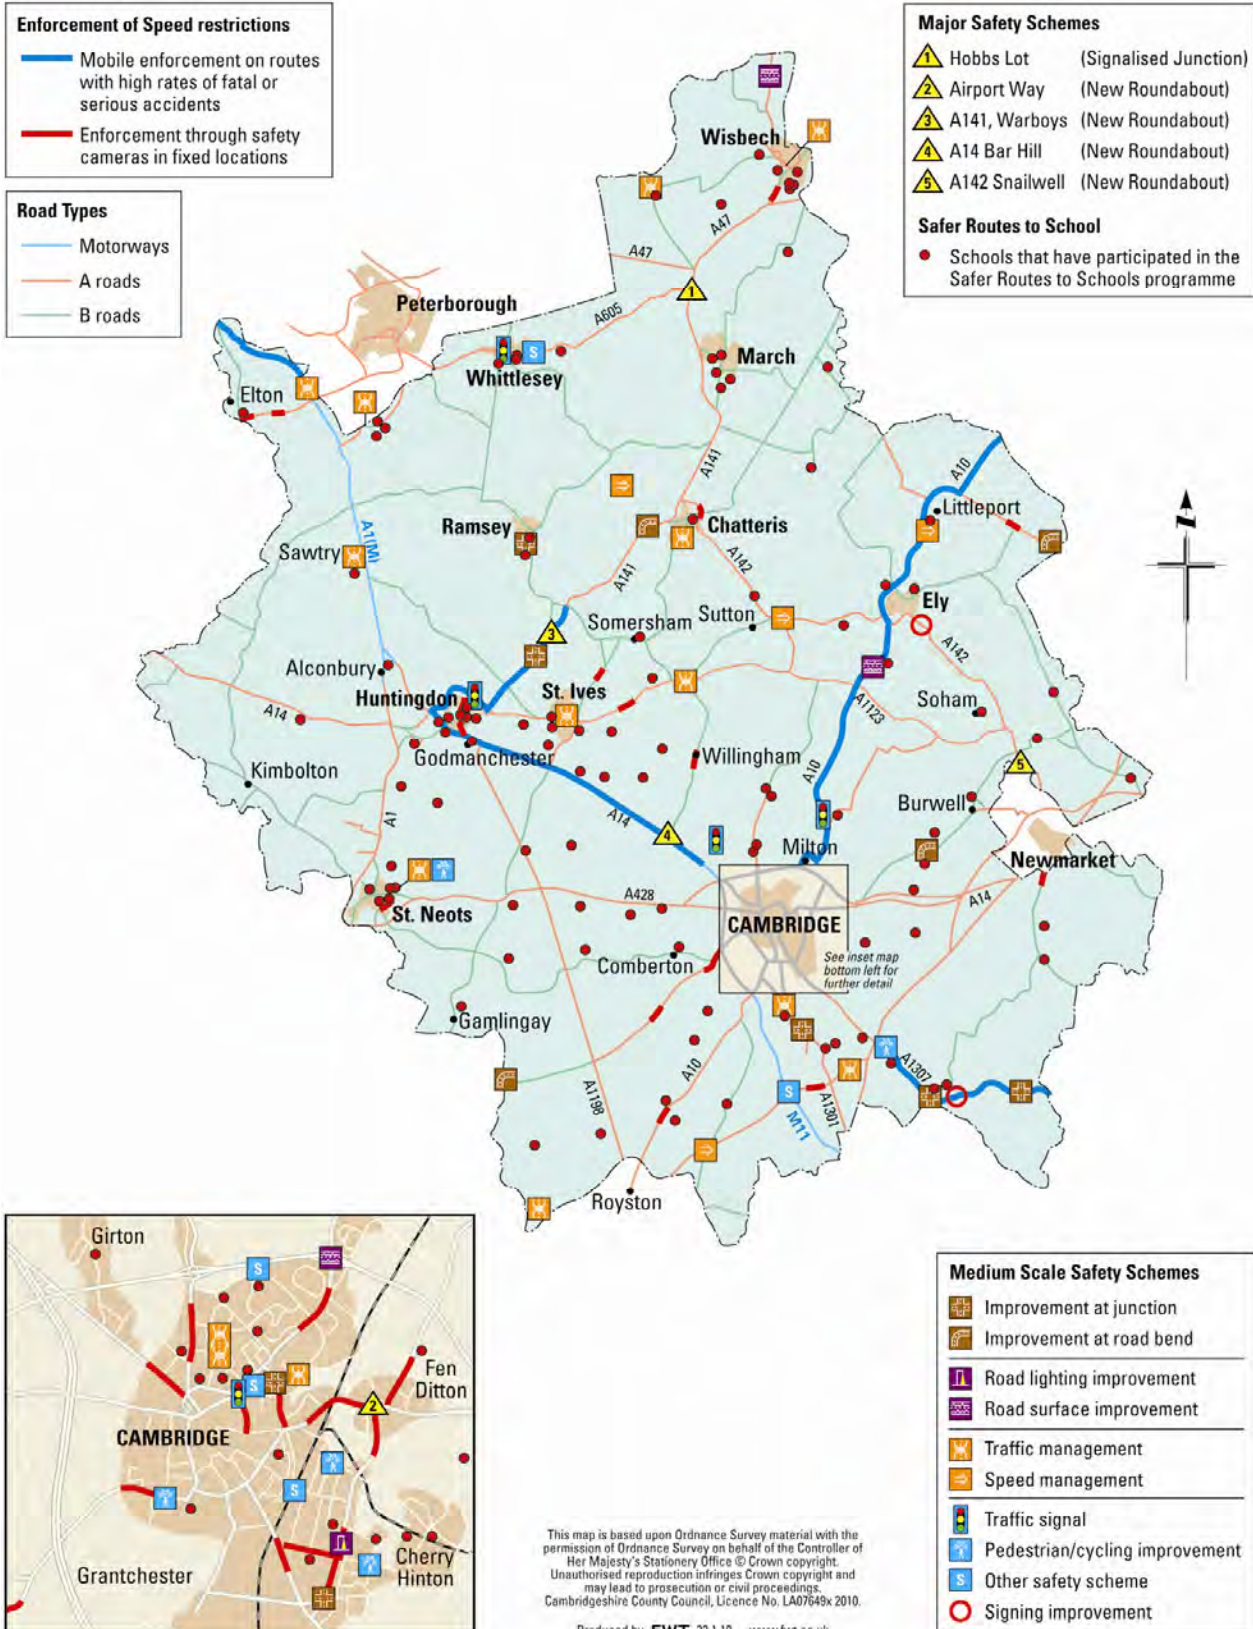 Enforcement of Speed restrictions
Mobile enforcement on routes
with high rates of fatal or
serious accidents
Enforcement through safety
cameras in fixed locations
Road Types
Motorways
A roads
B roads
Major Safety Schemes
1 Hobbs Lot (Signalised Junction)
2 Airport Way (New Roundabout)
3 A141, Warboys (New Roundabout)
4 A14 Bar Hill (New Roundabout)
5 A142 Snailwell (New Roundabout)
Safer Routes to School
Schools that have participated in the
Safer Routes to Schools programme
Wisbech
A47
A47
1
Peterborough
A605
S
Whittlesey
March
Elton
A141
A10
Littleport
Ramsey
Chatteris
A1(M)
Sawtry
A142
A141
Ely
3
Somersham
Sutton
A142
Alconbury
Huntingdon
St. Ives
Soham
A14
A1123
Godmanchester
Willingham
5
Kimbolton
A10
Burwell
A1
A14
4
Milton
Newmarket
A428
A14
St. Neots
CAMBRIDGE
Comberton
See inset map
bottom left for
further detail
Gamlingay
A10
A1307
A1198
S
M11
A1301
Royston
Girton
S
Fen
Ditton
S
2
CAMBRIDGE
S
Cherry
Hinton
Grantchester
This map is based upon Ordnance Survey material with the
permission of Ordnance Survey on behalf of the Controller of
Her Majesty's Stationery Office © Crown copyright.
Unauthorised reproduction infringes Crown copyright and
may lead to prosecution or civil proceedings.
Cambridgeshire County Council, Licence No. LA07649x 2010.
Medium Scale Safety Schemes
Improvement at junction
Improvement at road bend
Road lighting improvement
Road surface improvement
Traffic management
Speed management
Traffic signal
Pedestrian/cycling improvement
S Other safety scheme
Signing improvement